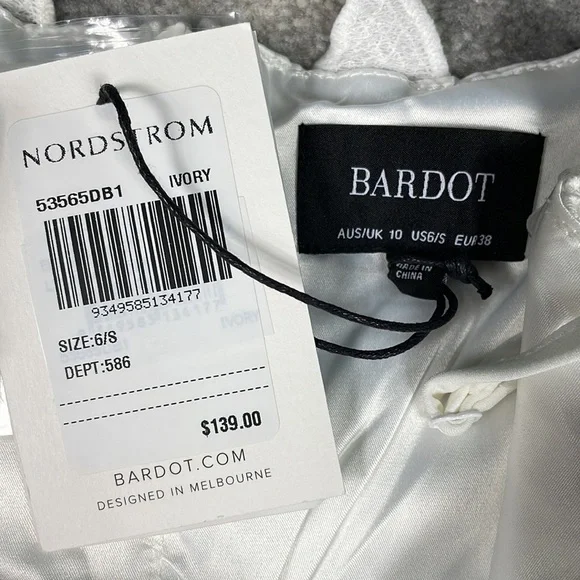 NORDSTROM
53565DB1 IVORY
9349585134177
SIZE:6/S
DEPT:586
$139.00
BARDOT.COM
DESIGNED IN MELBOURNE
BARDOT
AUS/UK 10 US6/S EUR38
MADE IN
CHINA